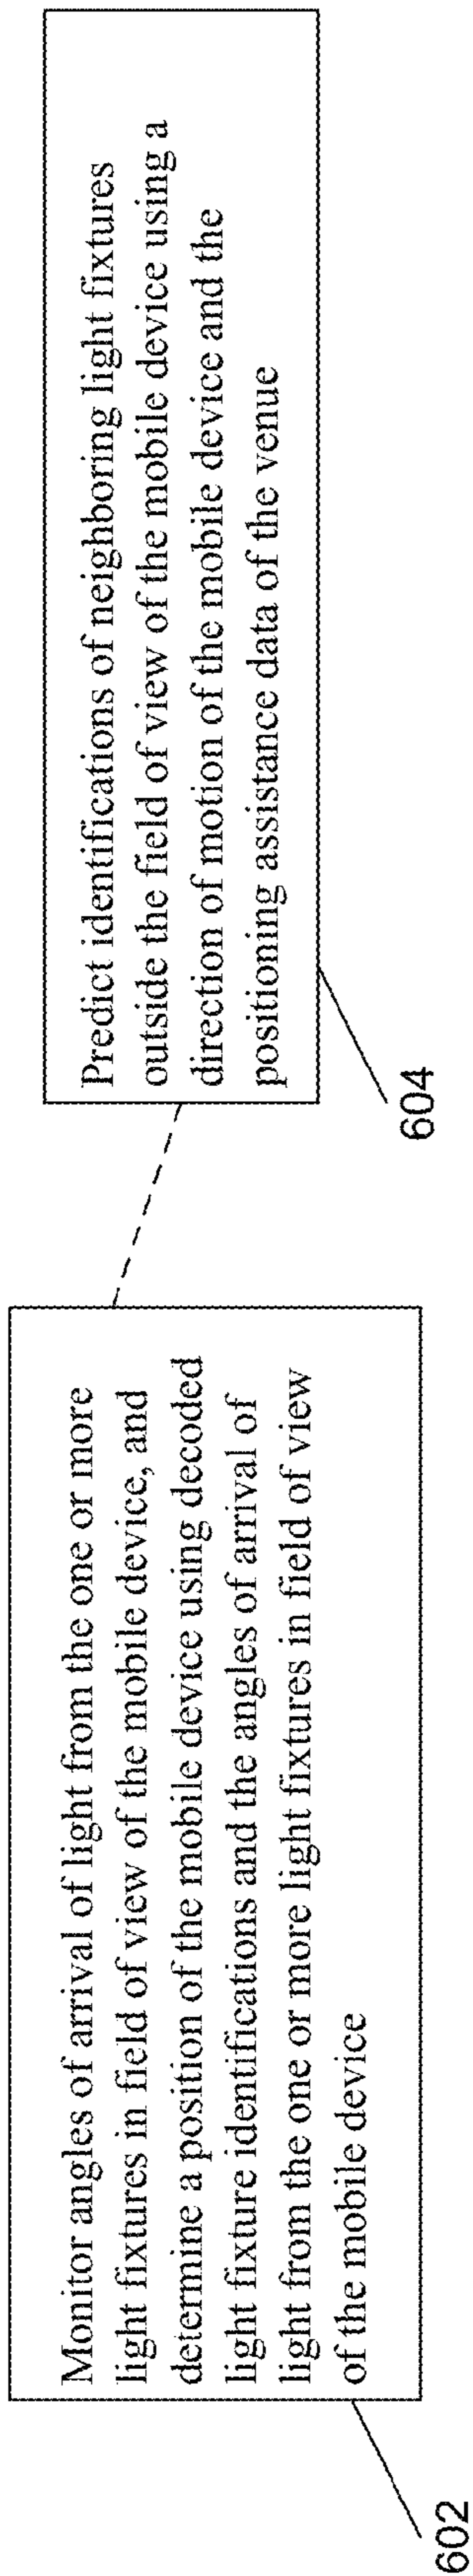 Monitor angles of arrival of light from the one or more
light fixtures in field of view of the mobile device, and
determine a position of the mobile device using decoded
light fixture identifications and the angles of arrival of
light from the one or more light fixtures in field of view
of the mobile device
602
Predict identifications of neighboring light fixtures
outside the field of view of the mobile device using a
direction of motion of the mobile device and the
positioning assistance data of the venue
604